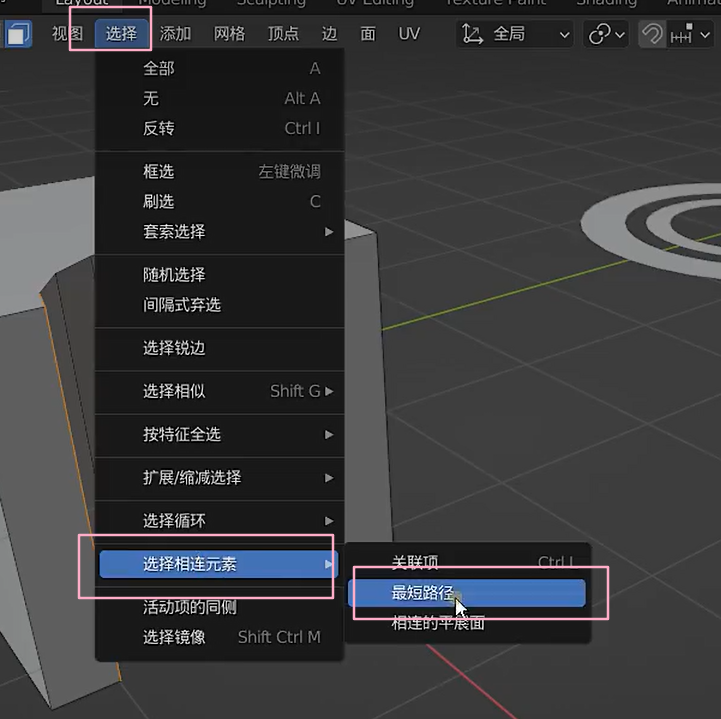 Layout Modeling Sculpting UV Editing Texture Paint Shading Animat
视图 选择 添加 网格 顶点 边 面 UV 全局
全部 A
无 Alt A
反转 Ctrl I
框选 左键微调
刷选 C
套索选择
随机选择
间隔式弃选
选择锐边
选择相似 Shift G
按特征全选
扩展/缩减选择
选择循环
选择相连元素
关联项 Ctrl L
最短路径
相连的平展面
活动项的同侧
选择镜像 Shift Ctrl M